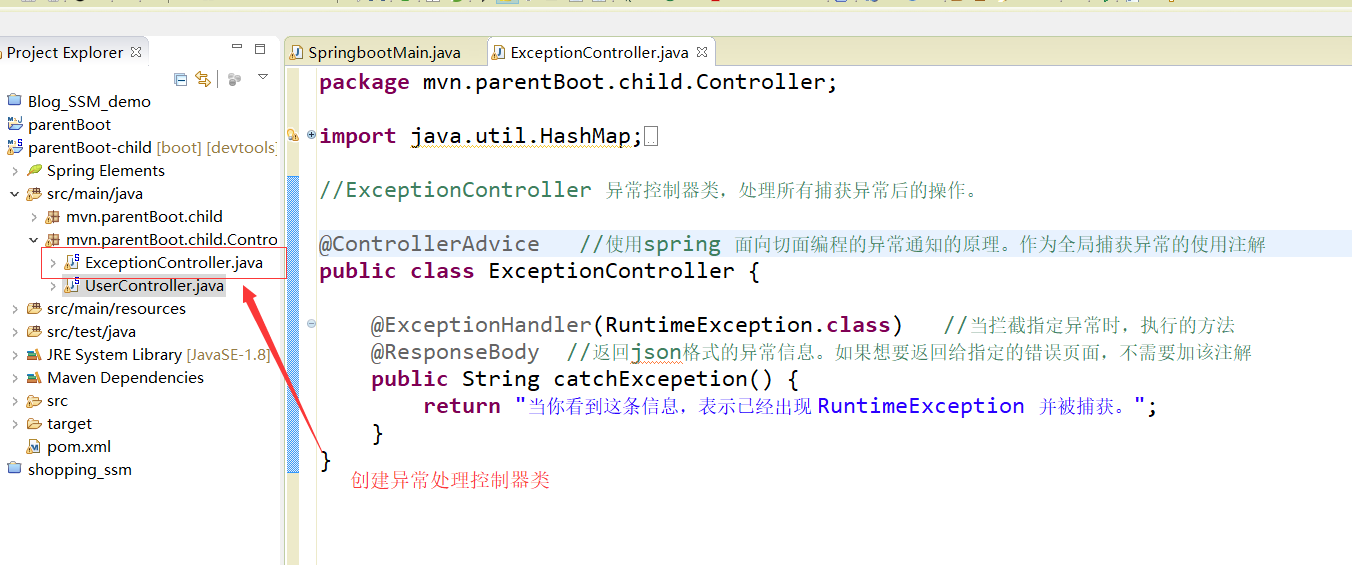 Project Explorer
SpringbootMain.java
ExceptionController.java
Blog_SSM_demo
parentBoot
parentBoot-child [boot] [devtools]
Spring Elements
src/main/java
mvn.parentBoot.child
mvn.parentBoot.child.Contro
ExceptionController.java
UserController.java
src/main/resources
src/test/java
JRE System Library [JavaSE-1.8]
Maven Dependencies
src
target
pom.xml
shopping_ssm
package mvn.parentBoot.child.Controller;
import java.util.HashMap;
//ExceptionController 异常控制器类，处理所有捕获异常后的操作。
@ControllerAdvice //使用spring 面向切面编程的异常通知的原理。作为全局捕获异常的使用注解
public class ExceptionController {
@ExceptionHandler(RuntimeException.class) //当拦截指定异常时，执行的方法
@ResponseBody //返回json格式的异常信息。如果想要返回给指定的错误页面，不需要加该注解
public String catchExcepetion() {
return "当你看到这条信息，表示已经出现 RuntimeException 并被捕获。";
}
}
创建异常处理控制器类